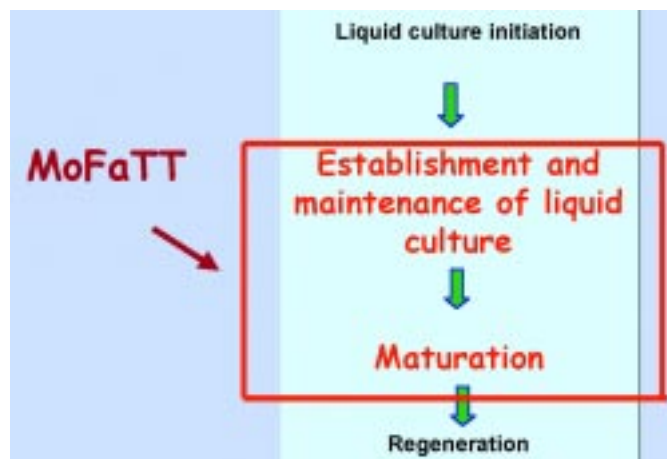 Liquid culture initiation
MoFaTT
Establishment and
maintenance of liquid
culture
Maturation
Regeneration